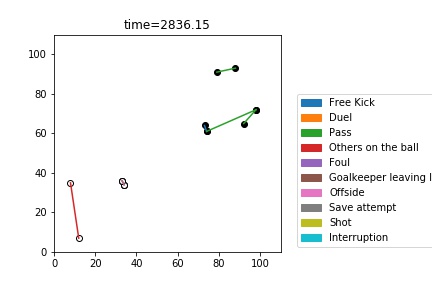 time=2836.15
100
80
60
40
20
0
0 20 40 60 80 100
Free Kick
Duel
Pass
Others on the ball
Foul
Goalkeeper leaving l
Offside
Save attempt
Shot
Interruption